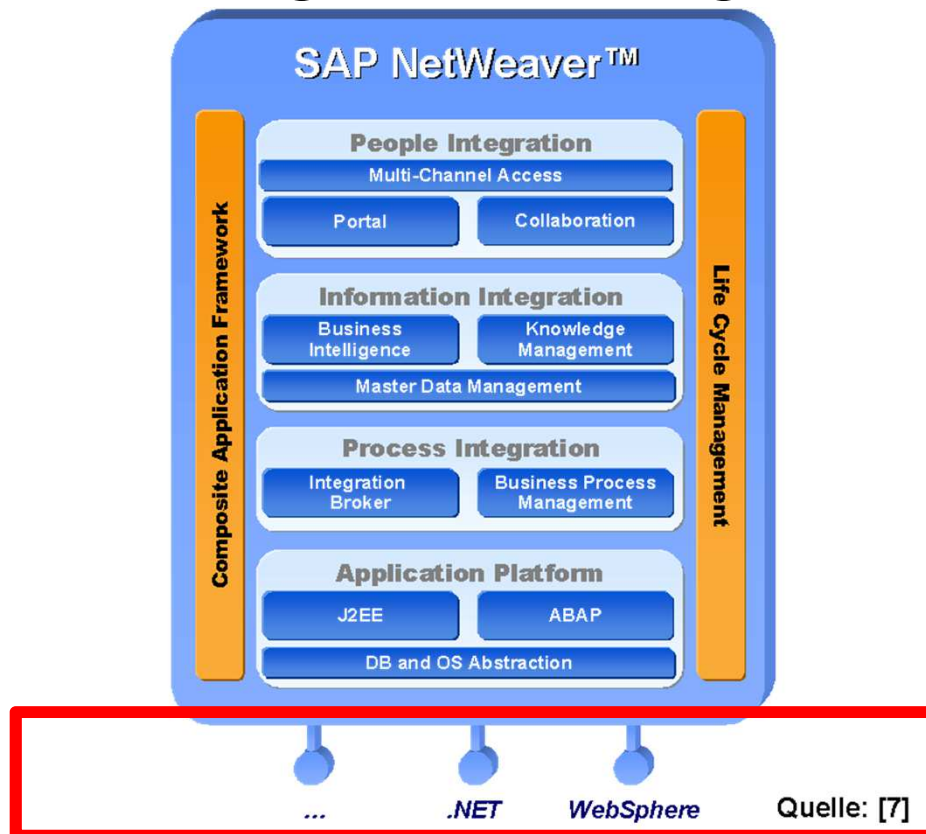 SAP NetWeaver™
People Integration
Multi-Channel Access
Portal
Collaboration
Information Integration
Business Intelligence
Knowledge Management
Master Data Management
Process Integration
Integration Broker
Business Process Management
Application Platform
J2EE
ABAP
DB and OS Abstraction
Composite Application Framework
Life Cycle Management
...
.NET
WebSphere
Quelle: [7]